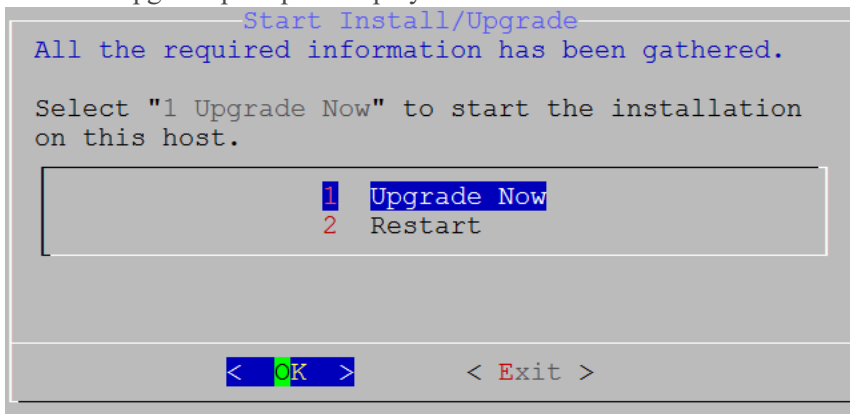 Start Install/Upgrade
All the required information has been gathered.
Select "1 Upgrade Now" to start the installation
on this host.
1 Upgrade Now
2 Restart
< OK > < Exit >